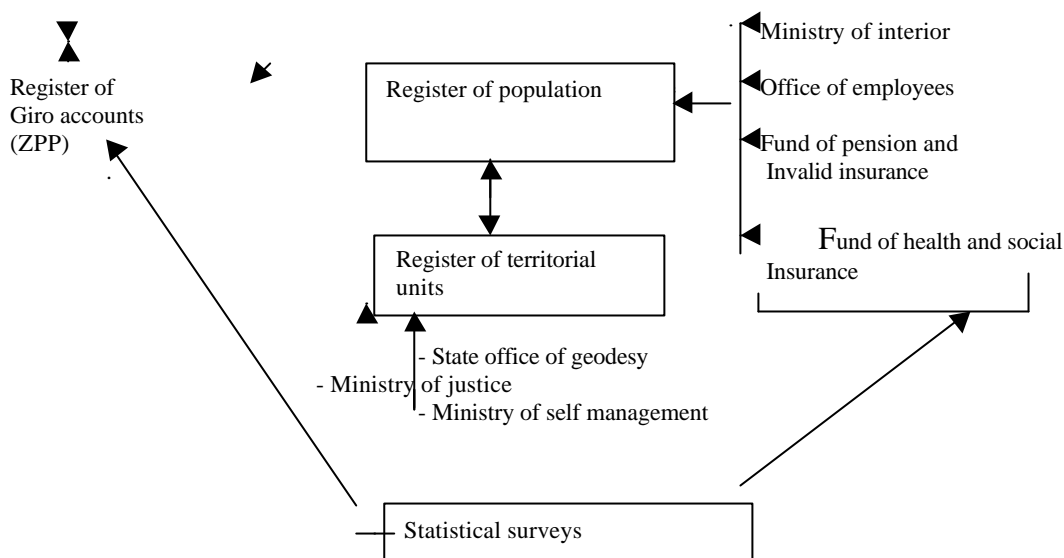 Ministry of interior
Register of
Giro accounts
(ZPP)
Register of population
Office of employees
Fund of pension and
Invalid insurance
Register of territorial
units
Fund of health and social
Insurance
- State office of geodesy
- Ministry of justice
- Ministry of self management
Statistical surveys